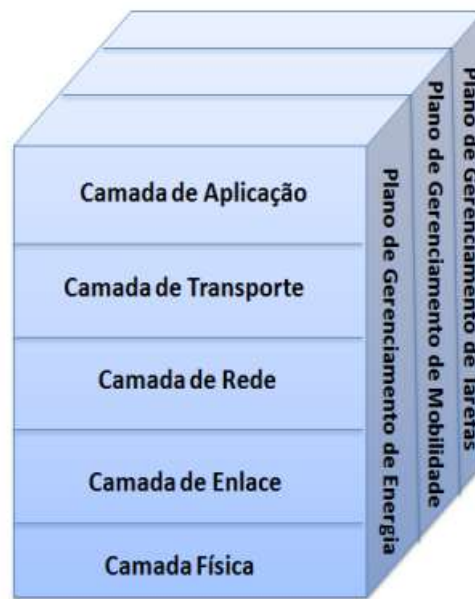 Camada de Aplicação
Camada de Transporte
Camada de Rede
Camada de Enlace
Camada Física
Plano de Gerenciamento de Energia
Plano de Gerenciamento de Mobilidade
Plano de Gerenciamento de Tarefas